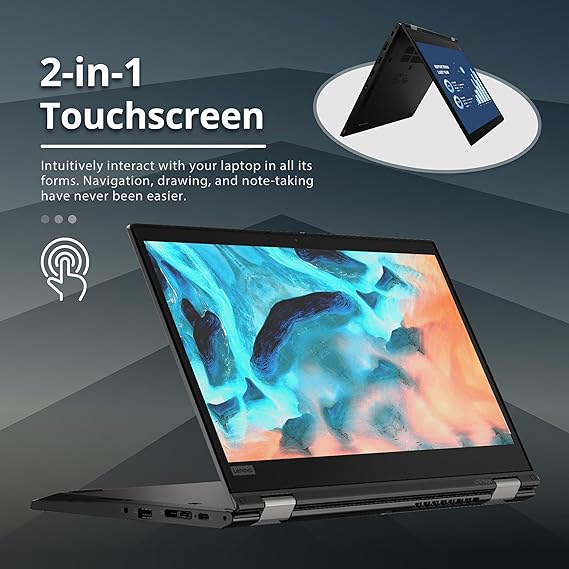 2-in-1
Touchscreen
Intuitively interact with your laptop in all its
forms. Navigation, drawing, and note-taking
have never been easier.
Lenovo